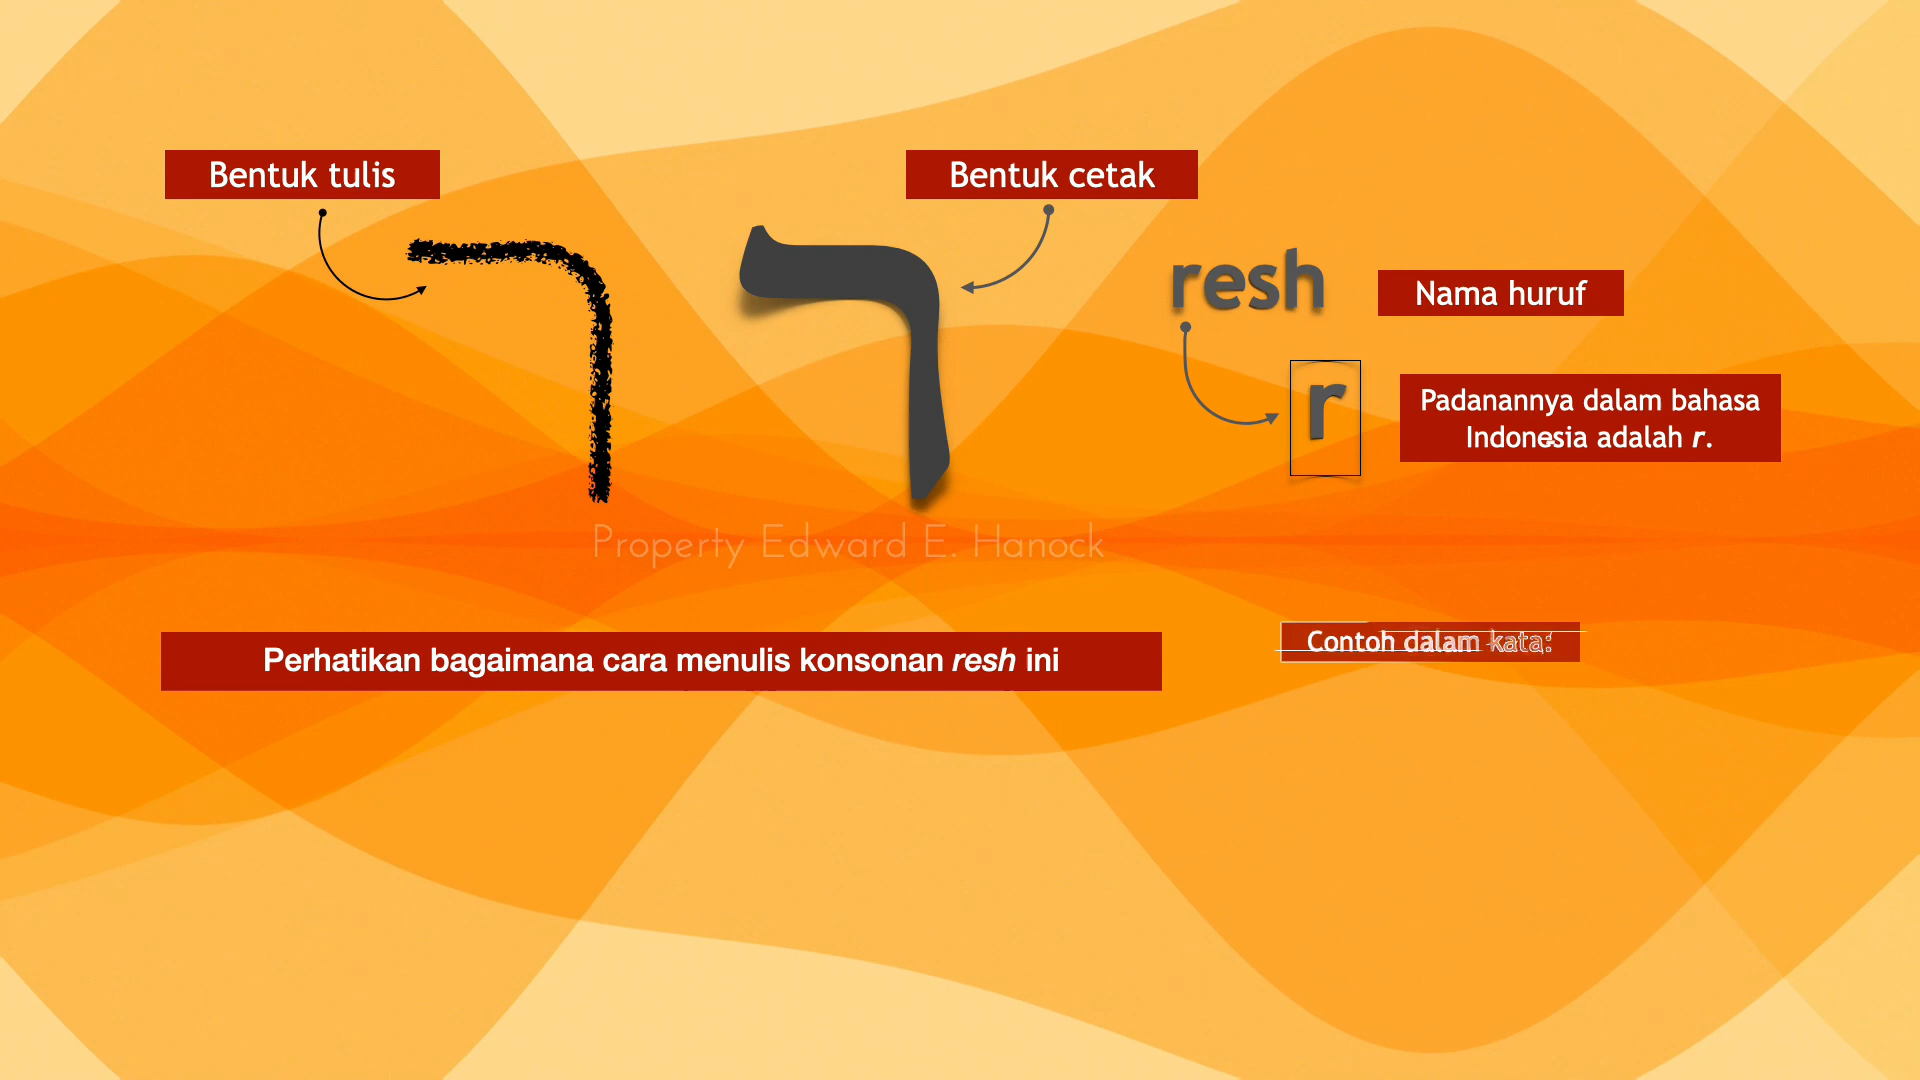 Bentuk tulis
Bentuk cetak
ר
ר
resh
Nama huruf
r
Padanannya dalam bahasa
Indonesia adalah r.
Property Edward E. Hanock
Perhatikan bagaimana cara menulis konsonan resh ini
Contoh dalam kata: